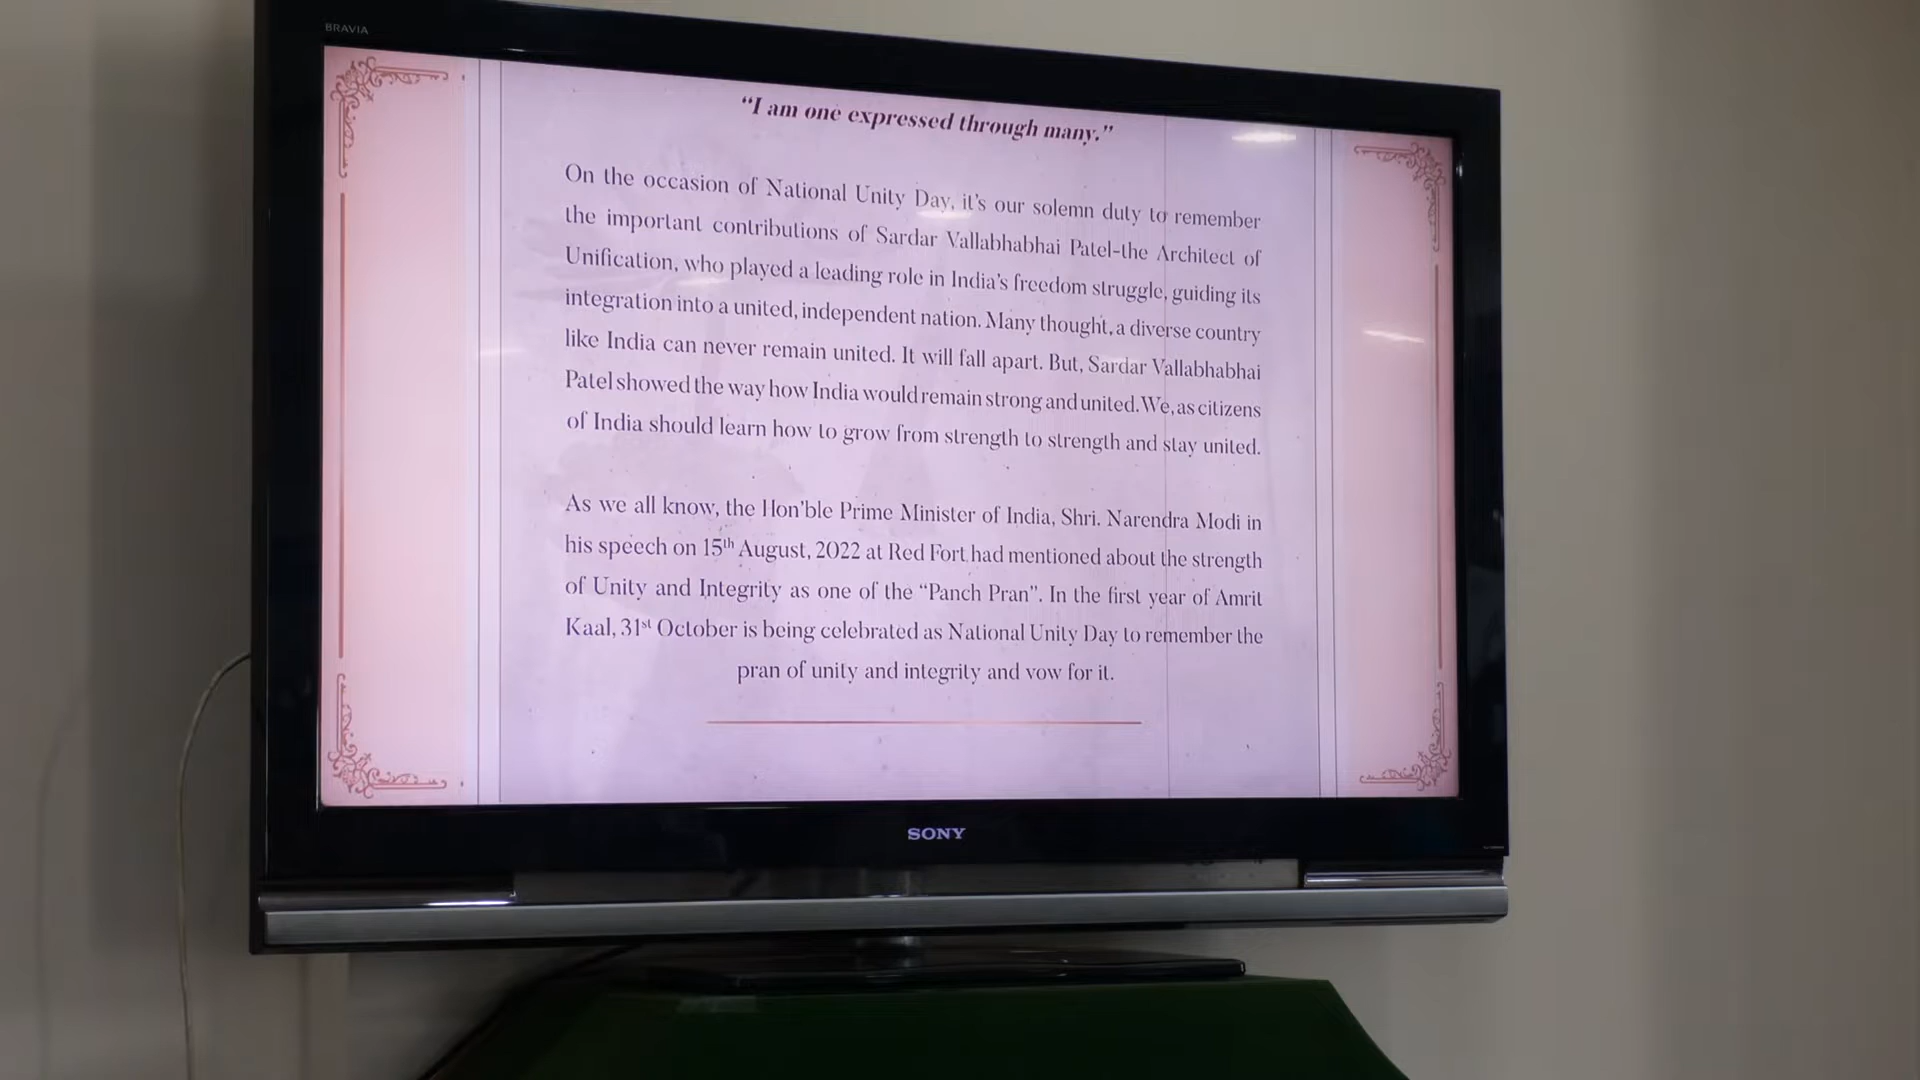 BRAVIA
“I am one expressed through many.”
On the occasion of National Unity Day, it's our solemn duty to remember
the important contributions of Sardar Vallabhabhai Patel-the Architect of
Unification, who played a leading role in India's freedom struggle, guiding its
integration into a united, independent nation. Many thought, a diverse country
like India can never remain united. It will fall apart. But, Sardar Vallabhabhai
Patel showed the way how India would remain strong and united. We, as citizens
of India should learn how to grow from strength to strength and stay united.
As we all know, the Hon'ble Prime Minister of India, Shri. Narendra Modi in
his speech on 15th August, 2022 at Red Fort had mentioned about the strength
of Unity and Integrity as one of the “Panch Pran”. In the first year of Amrit
Kaal, 31st October is being celebrated as National Unity Day to remember the
pran of unity and integrity and vow for it.
SONY